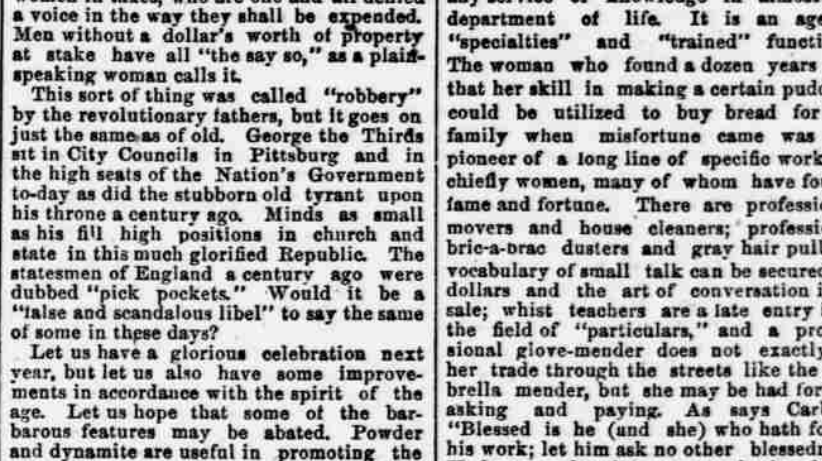 a voice in the way they shall be expended.
Men without a dollar's worth of property
at stake have all "the say so," as a plain-
speaking woman calls it.
This sort of thing was called "robbery"
by the revolutionary fathers, but it goes on
just the same as of old. George the Thirds
sit in City Councils in Pittsburg and in
the high seats of the Nation's Government
to-day as did the stubborn old tyrant upon
his throne a century ago. Minds as small
as his fill high positions in church and
state in this much glorified Republic. The
statesmen of England a century ago were
dubbed "pick pockets." Would it be a
"false and scandalous libel" to say the same
of some in these days?
Let us have a glorious celebration next
year, but let us also have some improve-
ments in accordance with the spirit of the
age. Let us hope that some of the bar-
barous features may be abated. Powder
and dynamite are useful in promoting the
department of life. It is an age
"specialties" and "trained" functi
The woman who found a dozen years
that her skill in making a certain pudd
could be utilized to buy bread for
family when misfortune came was
pioneer of a long line of specific work
chiefly women, many of whom have fo
fame and fortune. There are professio
movers and house cleaners; professi
bric-a-brac dusters and gray hair pull
vocabulary of small talk can be secured
dollars and the art of conversation i
sale; whist teachers are a late entry
the field of "particulars," and a pro
sional glove-mender does not exactly
her trade through the streets like the
brella mender, but she may be had for
asking and paying. As says Carl
"Blessed is he (and she) who hath fo
his work; let him ask no other blessedn